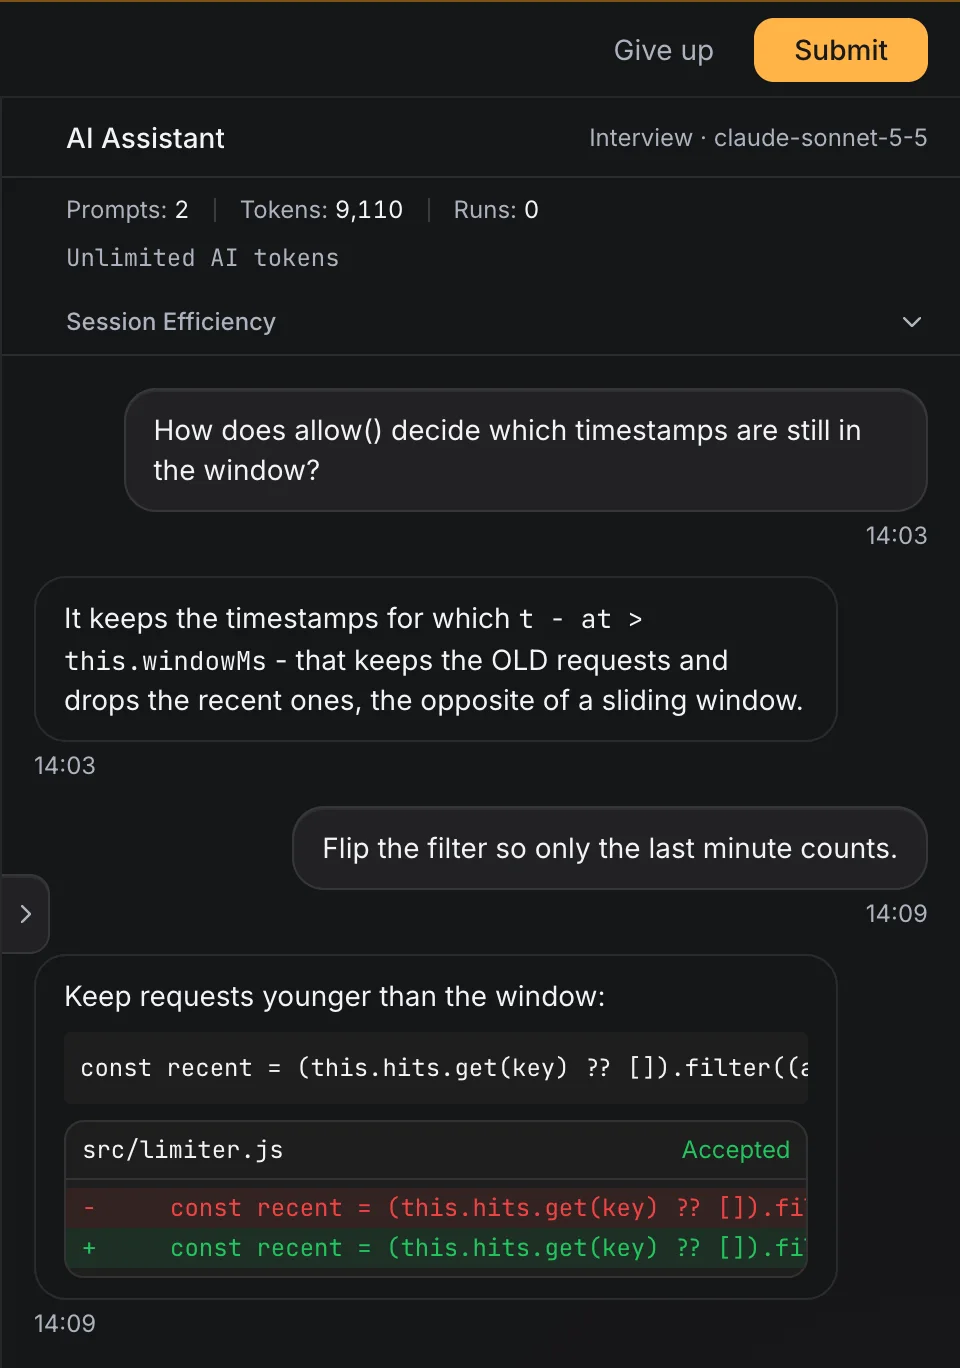 Give up
Submit
AI Assistant
Interview · claude-sonnet-5-5
Prompts: 2 | Tokens: 9,110 | Runs: 0
Unlimited AI tokens
Session Efficiency
How does allow() decide which timestamps are still in
the window?
14:03
It keeps the timestamps for which t - at >
this.windowMs - that keeps the OLD requests and
drops the recent ones, the opposite of a sliding window.
14:03
Flip the filter so only the last minute counts.
14:09
Keep requests younger than the window:
const recent = (this.hits.get(key) ?? []).filter((a
src/limiter.js
Accepted
- const recent = (this.hits.get(key) ?? []).fi
+ const recent = (this.hits.get(key) ?? []).fi
14:09